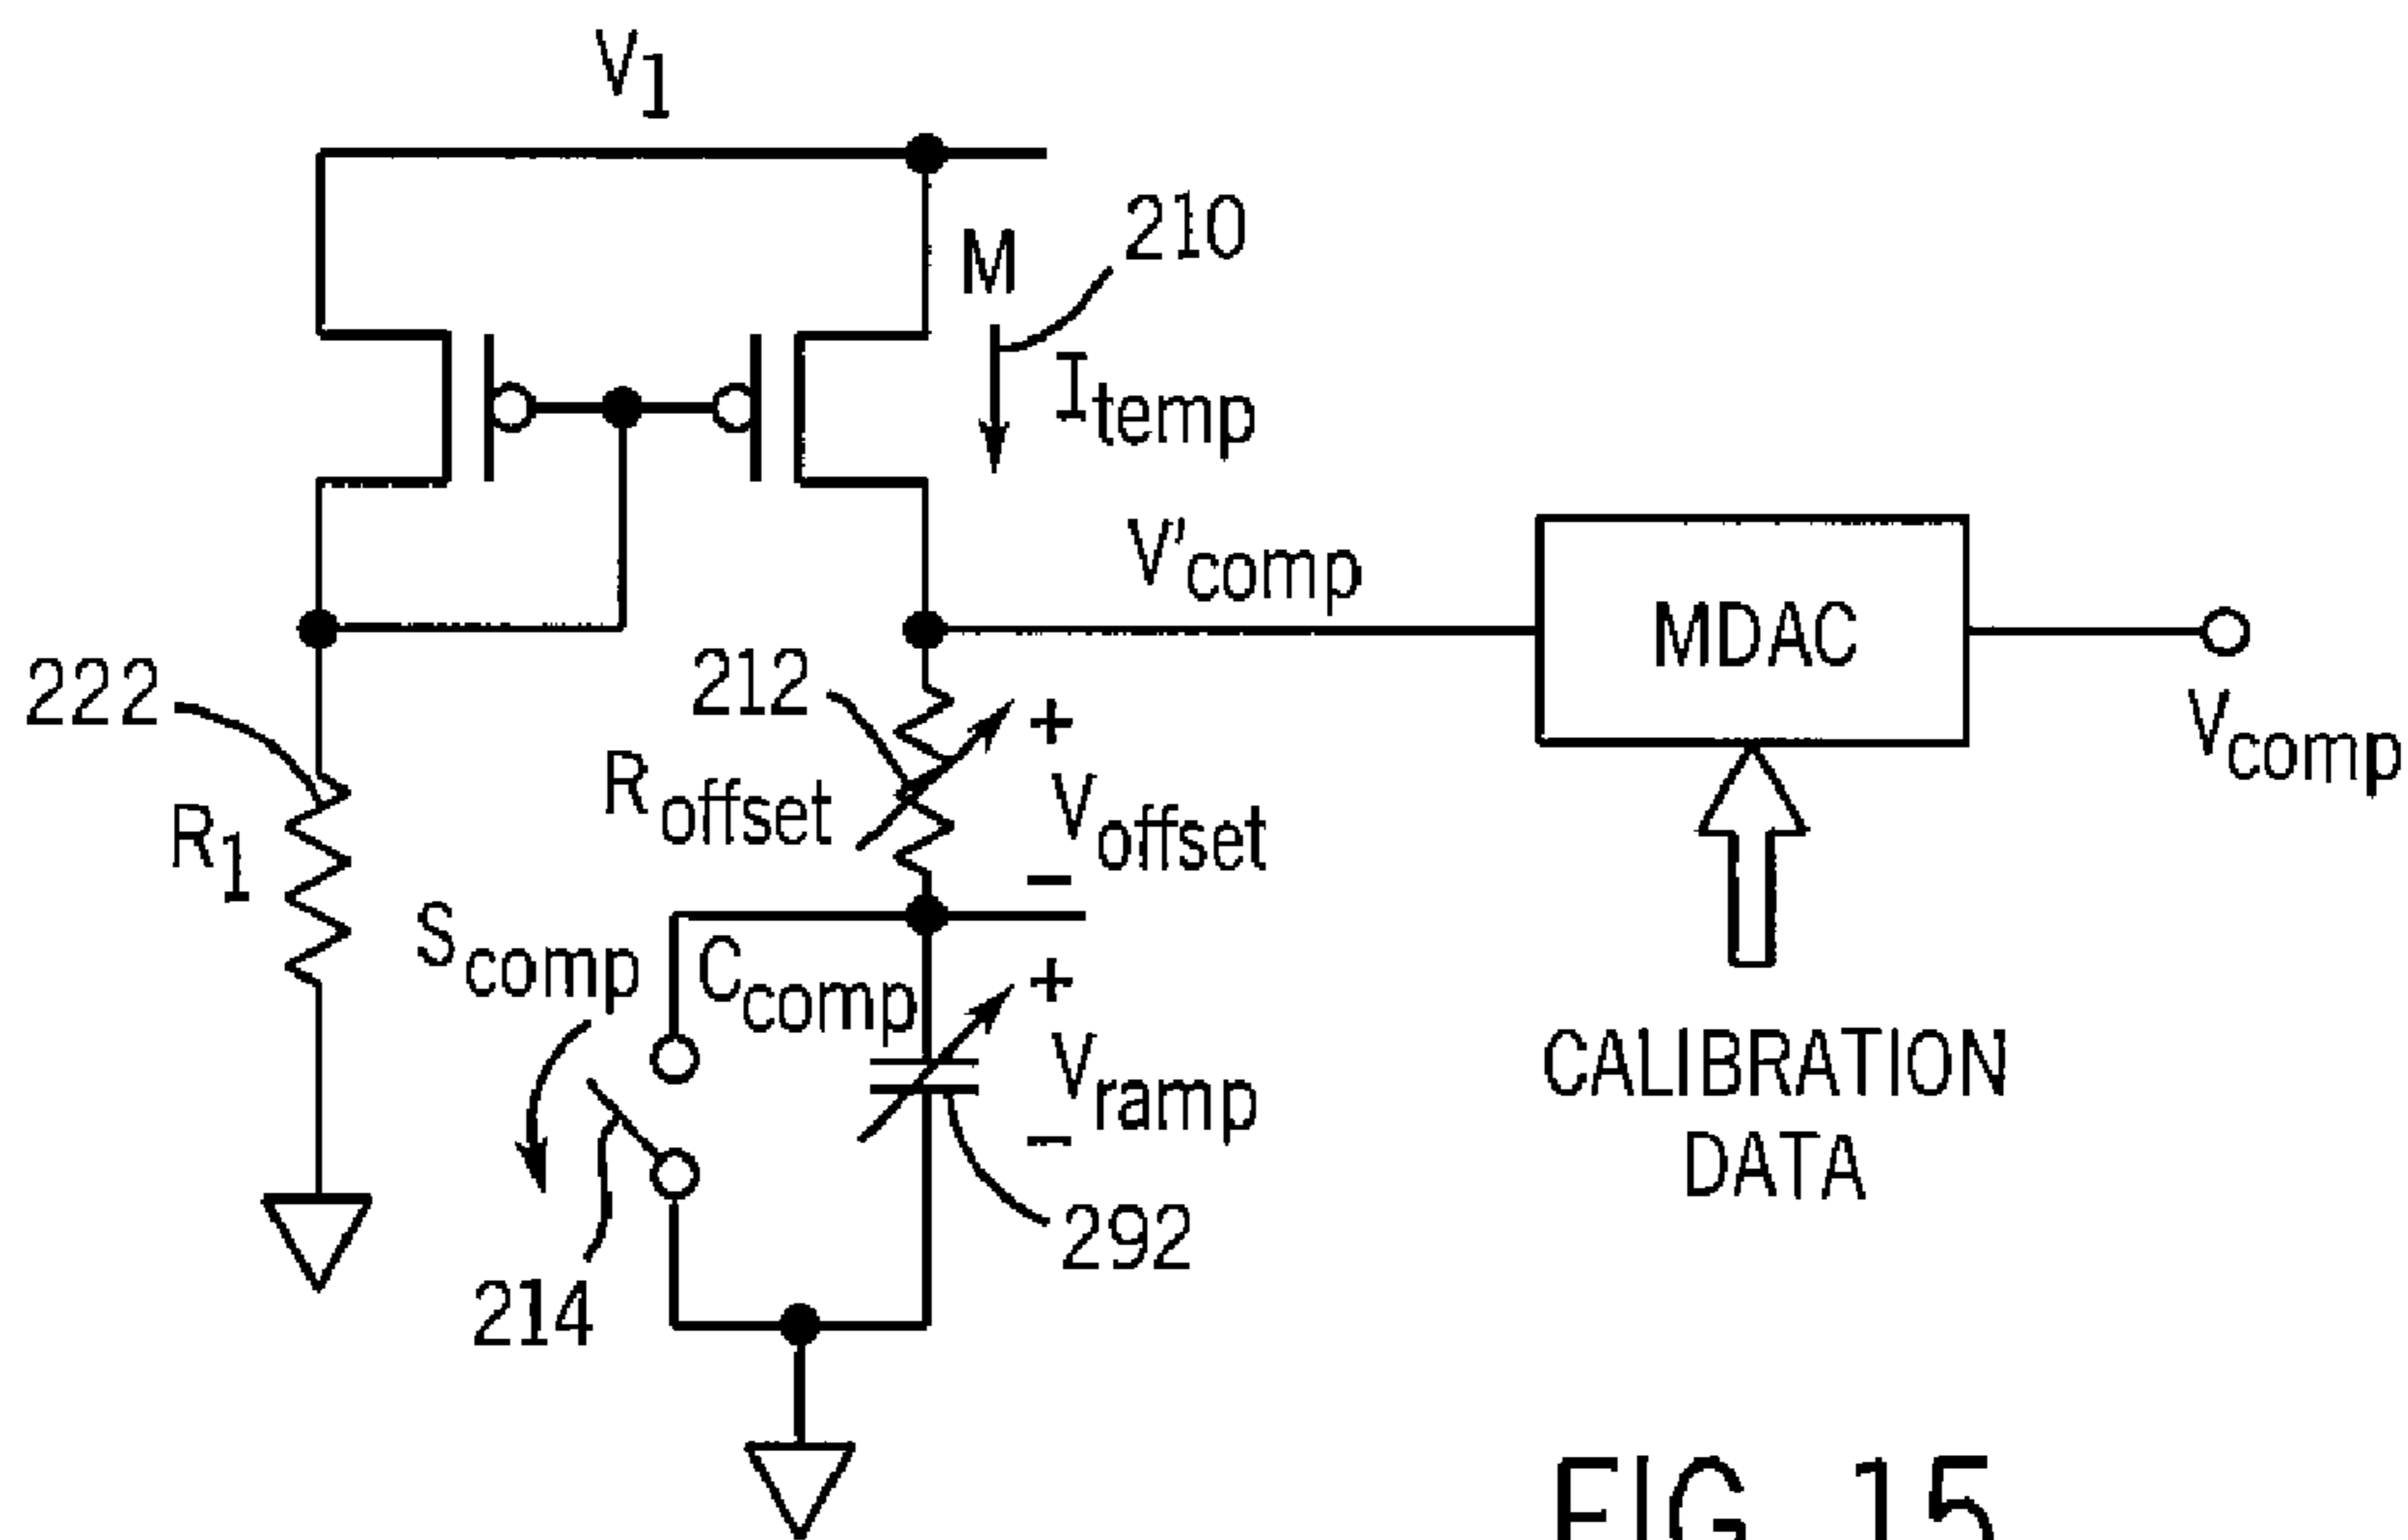 V1
M
210
Itemp
V'comp
MDAC
Vcomp
222
R1
212
Roffset
+
Voffset
−
Scomp
Ccomp
+
Vramp
−
214
292
CALIBRATION
DATA
FIG. 15